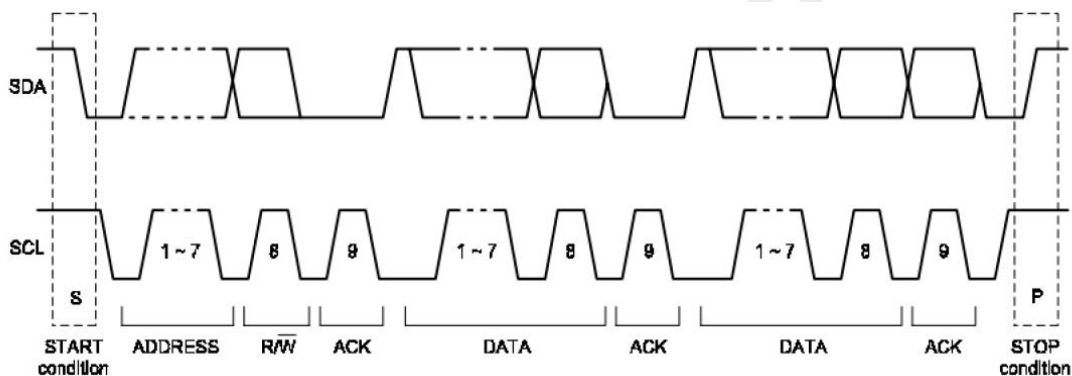 SDA
SCL
1 ~ 7
8
9
1 ~ 7
8
9
1 ~ 7
8
9
S
P
START
condition
ADDRESS
R/W̅
ACK
DATA
ACK
DATA
ACK
STOP
condition